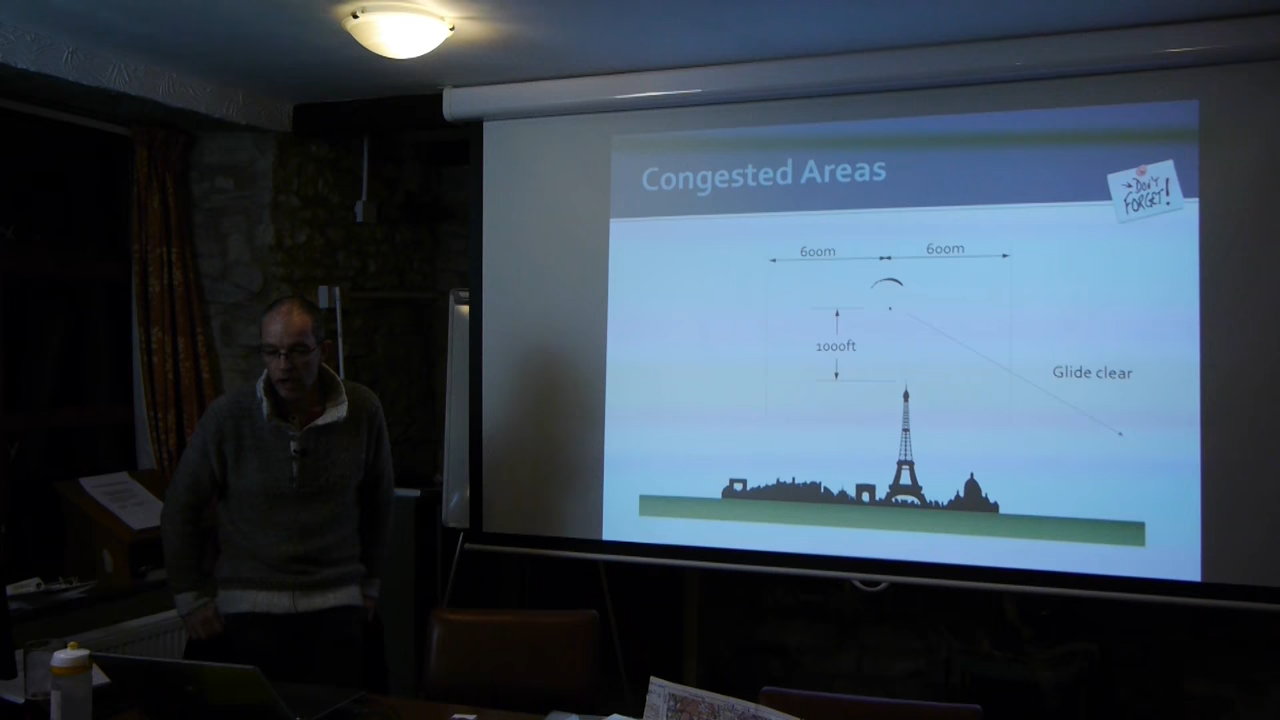 Congested Areas
DON'T
FORGET!
600m
600m
1000ft
Glide clear